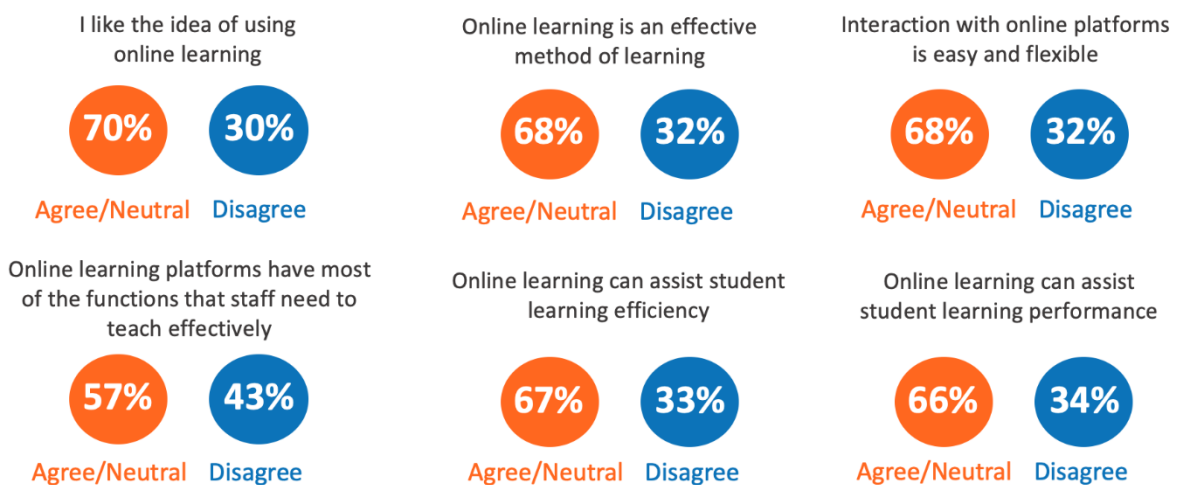 I like the idea of using
online learning
70%
30%
Agree/Neutral
Disagree
Online learning is an effective
method of learning
68%
32%
Agree/Neutral
Disagree
Interaction with online platforms
is easy and flexible
68%
32%
Agree/Neutral
Disagree
Online learning platforms have most
of the functions that staff need to
teach effectively
57%
43%
Agree/Neutral
Disagree
Online learning can assist student
learning efficiency
67%
33%
Agree/Neutral
Disagree
Online learning can assist
student learning performance
66%
34%
Agree/Neutral
Disagree